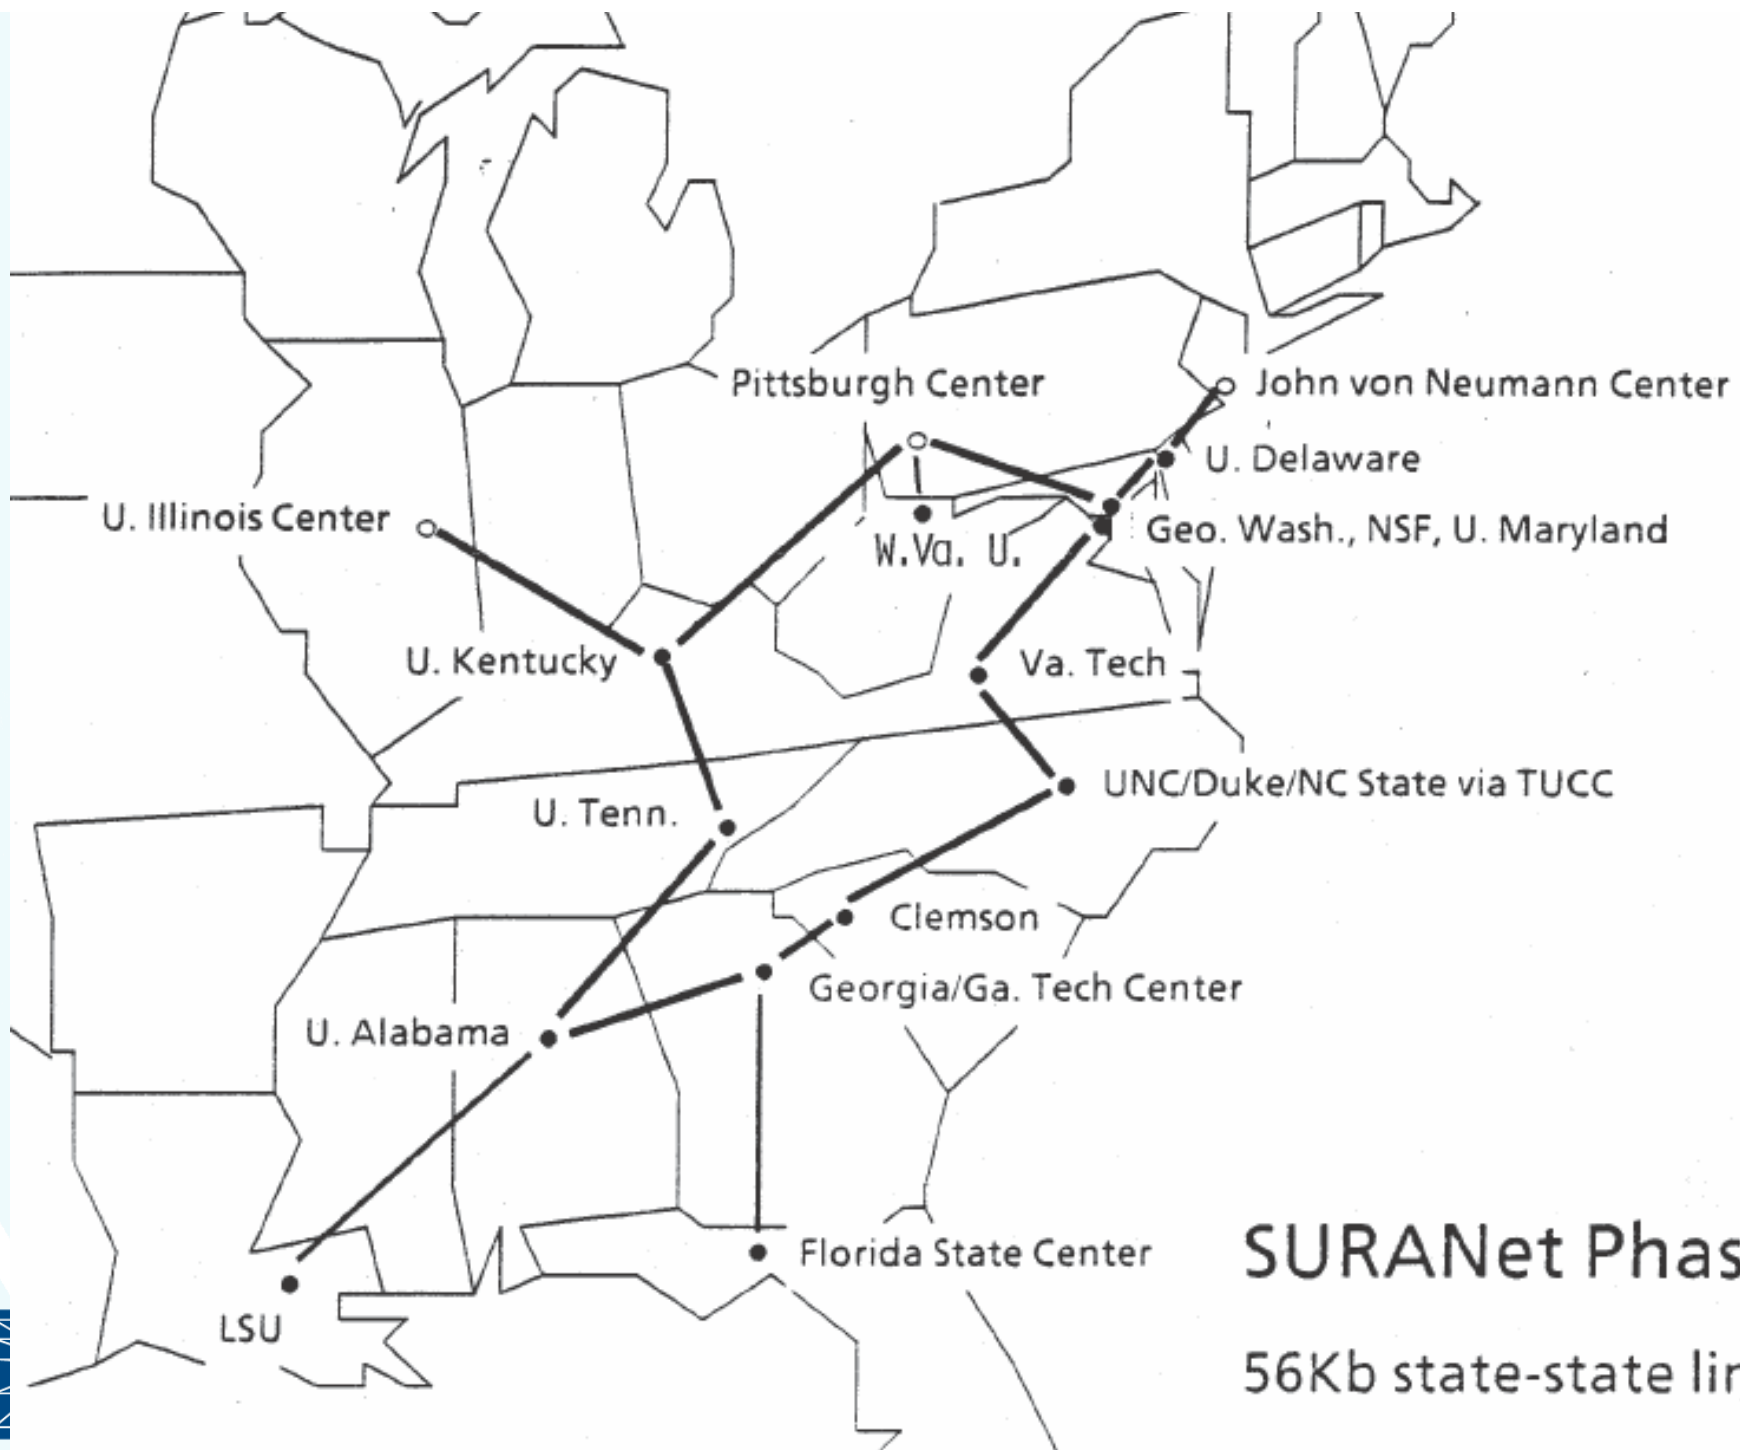 Pittsburgh Center
John von Neumann Center
U. Delaware
U. Illinois Center
Geo. Wash., NSF, U. Maryland
W.Va. U.
U. Kentucky
Va. Tech
UNC/Duke/NC State via TUCC
U. Tenn.
Clemson
Georgia/Ga. Tech Center
U. Alabama
SURANet Phas
Florida State Center
LSU
56Kb state-state lin